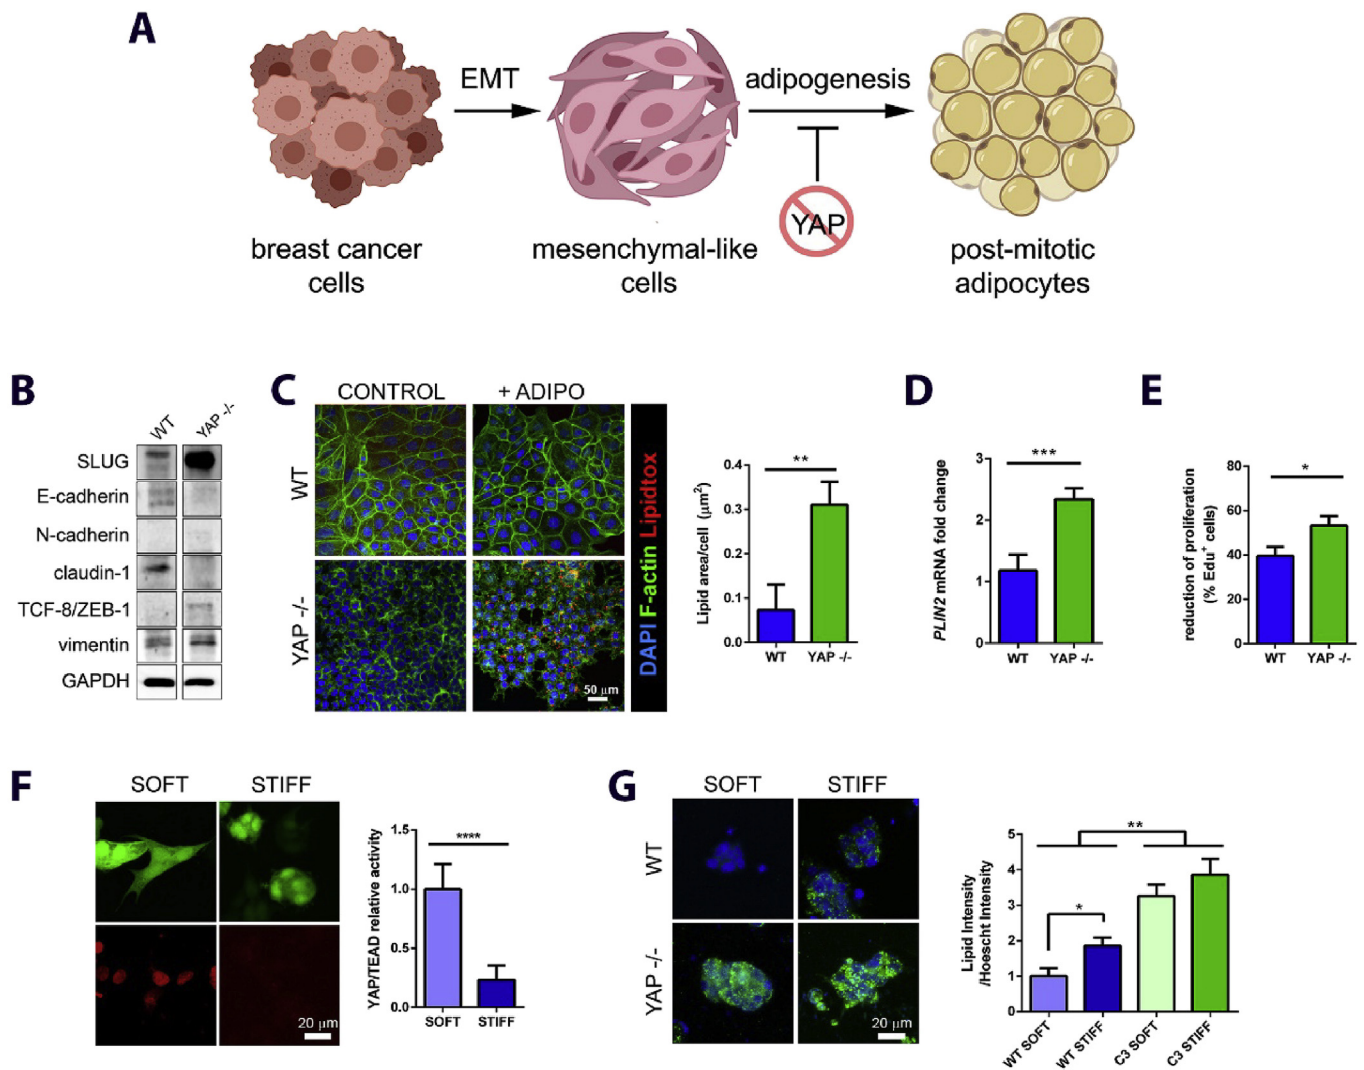 A
EMT
adipogenesis
YAP
breast cancer
cells
mesenchymal-like
cells
post-mitotic
adipocytes
B
WT
YAP -/-
SLUG
E-cadherin
N-cadherin
claudin-1
TCF-8/ZEB-1
vimentin
GAPDH
C
CONTROL
+ ADIPO
WT
YAP -/-
50 μm
DAPI F-actin Lipidtox
Lipid area/cell (μm²)
0.4
0.3
0.2
0.1
0.0
**
WT
YAP -/-
D
PLIN2 mRNA fold change
3
2
1
0
***
WT
YAP -/-
E
reduction of proliferation
(% Edu⁺ cells)
80
60
40
20
0
*
WT
YAP -/-
F
SOFT
STIFF
20 μm
YAP/TEAD relative activity
1.5
1.0
0.5
0.0
****
SOFT
STIFF
G
SOFT
STIFF
WT
YAP -/-
20 μm
Lipid Intensity
/Hoescht Intensity
5
4
3
2
1
0
**
*
WT SOFT
WT STIFF
C3 SOFT
C3 STIFF